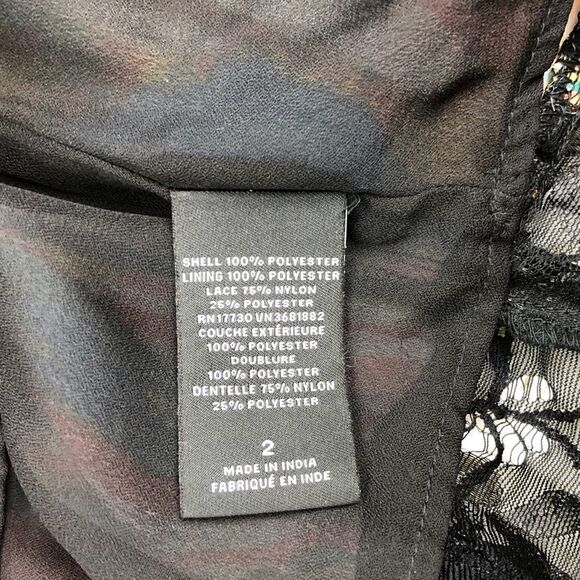 SHELL 100% POLYESTER
LINING 100% POLYESTER
LACE 75% NYLON
25% POLYESTER
RN17730 VN3681882
COUCHE EXTÉRIEURE
100% POLYESTER
DOUBLURE
100% POLYESTER
DENTELLE 75% NYLON
25% POLYESTER
2
MADE IN INDIA
FABRIQUÉ EN INDE